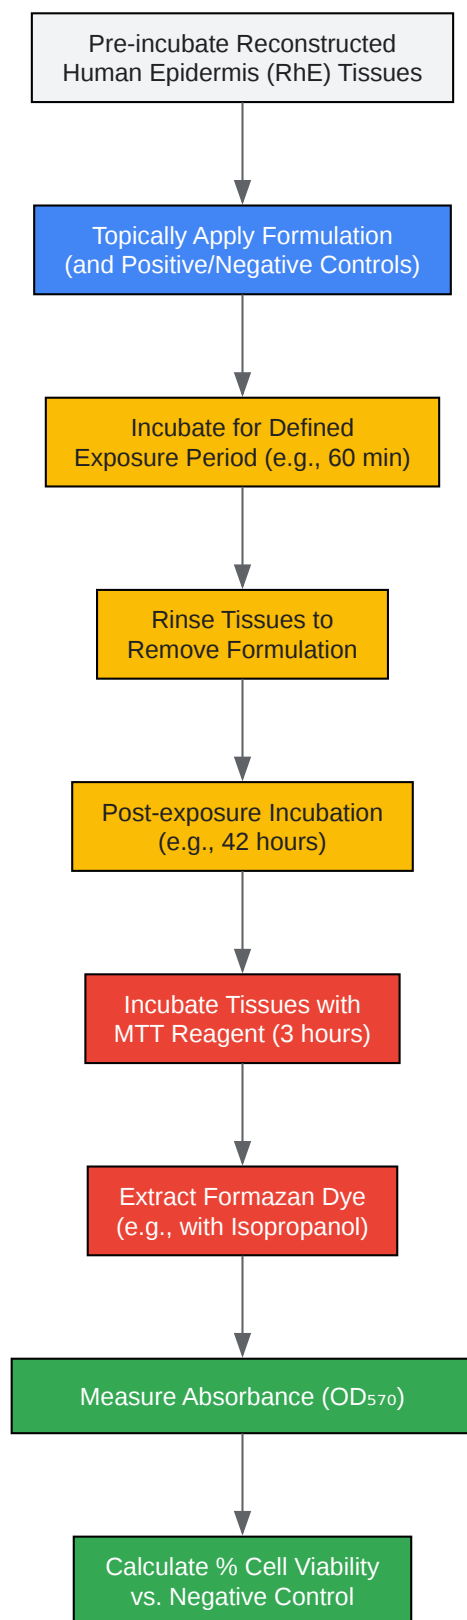 Pre-incubate Reconstructed
Human Epidermis (RhE) Tissues
Topically Apply Formulation
(and Positive/Negative Controls)
Incubate for Defined
Exposure Period (e.g., 60 min)
Rinse Tissues to
Remove Formulation
Post-exposure Incubation
(e.g., 42 hours)
Incubate Tissues with
MTT Reagent (3 hours)
Extract Formazan Dye
(e.g., with Isopropanol)
Measure Absorbance (OD₅₇₀)
Calculate % Cell Viability
vs. Negative Control